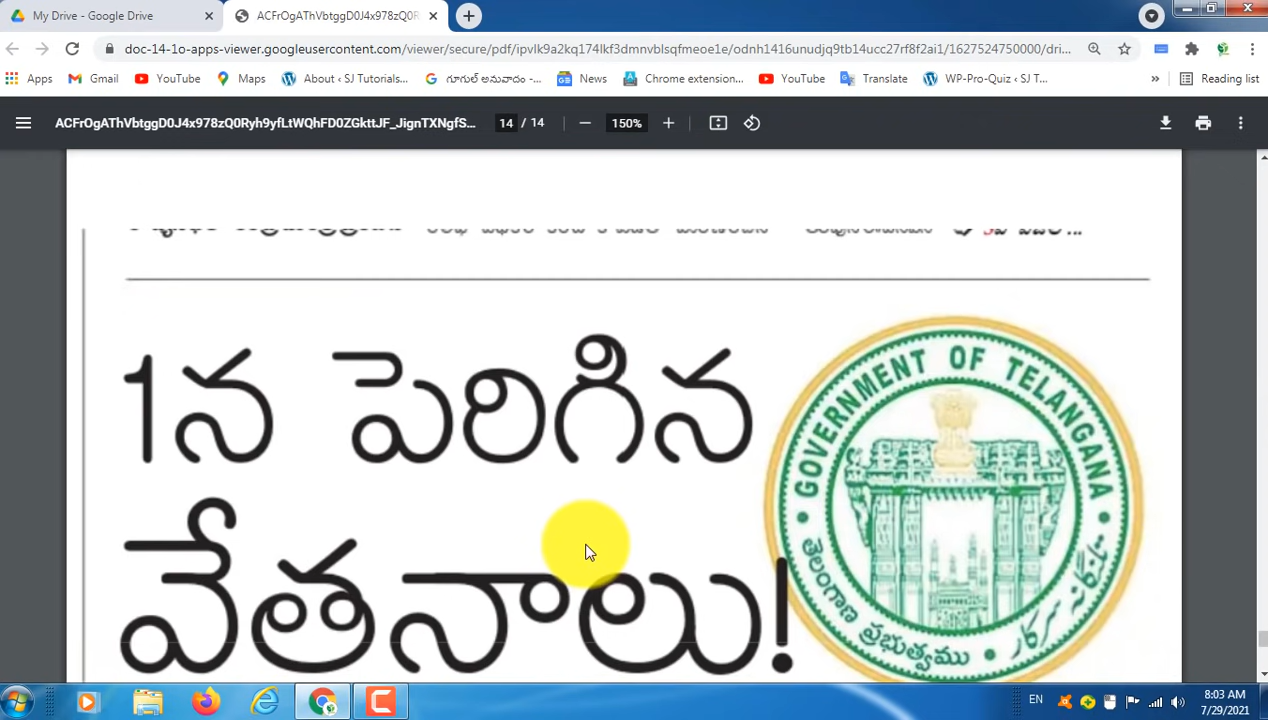 My Drive - Google Drive
ACFrOgAThVbtggD0J4x978zQ0R
doc-14-1o-apps-viewer.googleusercontent.com/viewer/secure/pdf/ipvlk9a2kq174lkf3dmnvblsqfmeoe1e/odnh1416unudjq9tb14ucc27rf8f2ai1/1627524750000/dri...
Apps
Gmail
YouTube
Maps
About ‹ SJ Tutorials...
గూగుల్ అనువాదం -...
News
Chrome extension...
YouTube
Translate
WP-Pro-Quiz ‹ SJ T...
»
Reading list
ACFrOgAThVbtggD0J4x978zQ0Ryh9yfLtWQhFD0ZGkttJF_JignTXNgfS...
14 / 14
150%
1న పెరిగిన
వేతనాలు!
GOVERNMENT OF TELANGANA
తెలంగాణ ప్రభుత్వము
EN
8:03 AM
7/29/2021